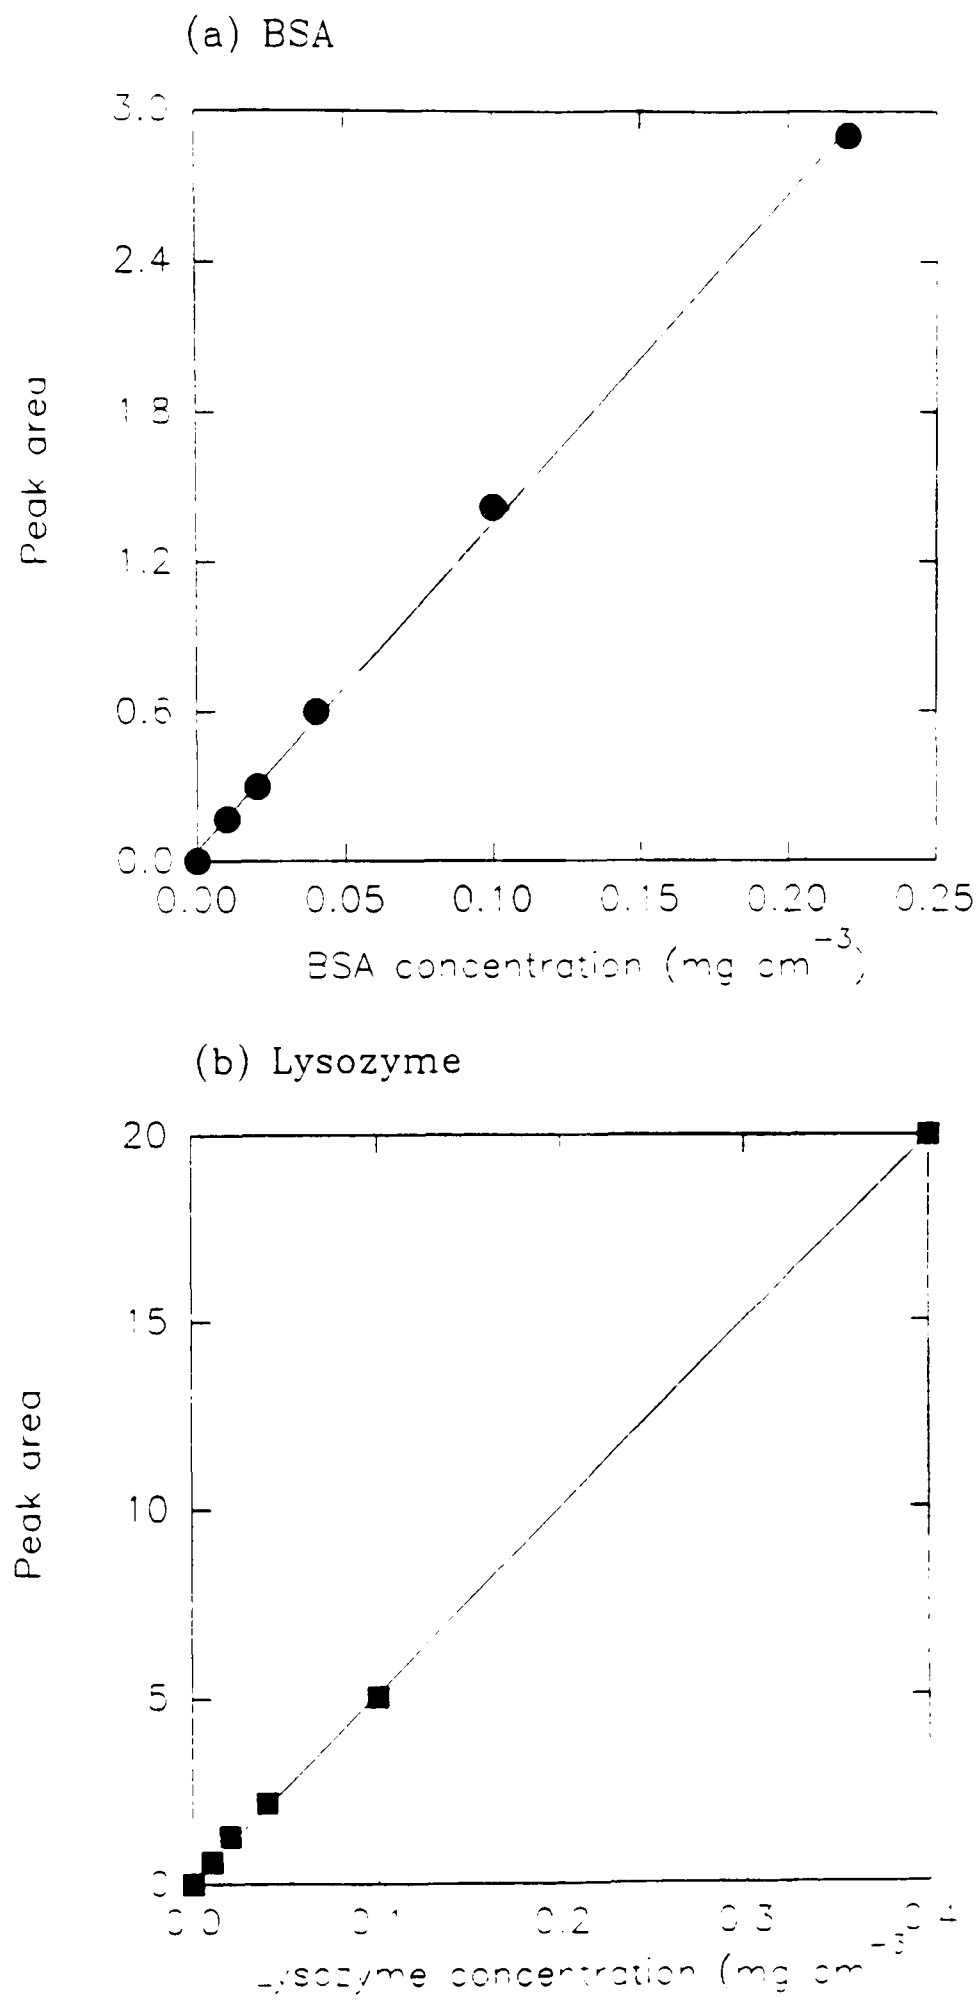 (a) BSA
3.0
2.4
1.8
1.2
0.6
0.0
Peak area
0.00 0.05 0.10 0.15 0.20 0.25
BSA concentration (mg cm⁻³)
(b) Lysozyme
20
15
10
5
0
Peak area
0.0 0.1 0.2 0.3 0.4
Lysozyme concentration (mg cm⁻³